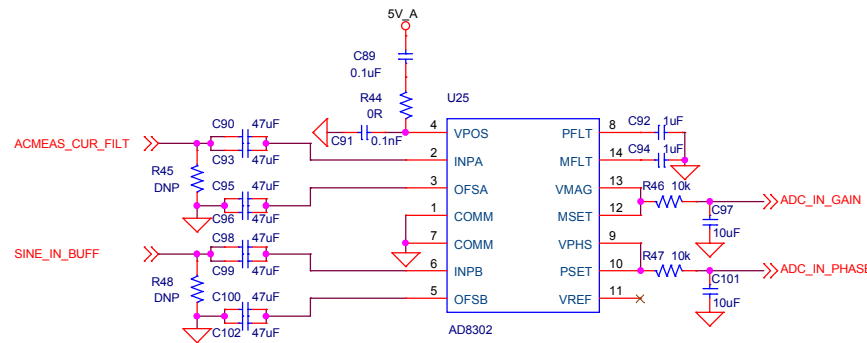 5V_A
C89
0.1uF
U25
R44
0R
C90 47uF
C91 0.1nF
4 VPOS PFLT 8 C92 1uF
ACMEAS_CUR_FILT
C93 47uF
2 INPA MFLT 14 C94 1uF
R45
DNP
C95 47uF
3 OFSA VMAG 13 R46 10k
ADC_IN_GAIN
C96 47uF
1 COMM MSET 12
C97
10uF
C98 47uF
7 COMM VPHS 9
SINE_IN_BUFF
C99 47uF
6 INPB PSET 10 R47 10k
ADC_IN_PHASE
R48
DNP
C100 47uF
5 OFSB VREF 11
C101
10uF
C102 47uF
AD8302